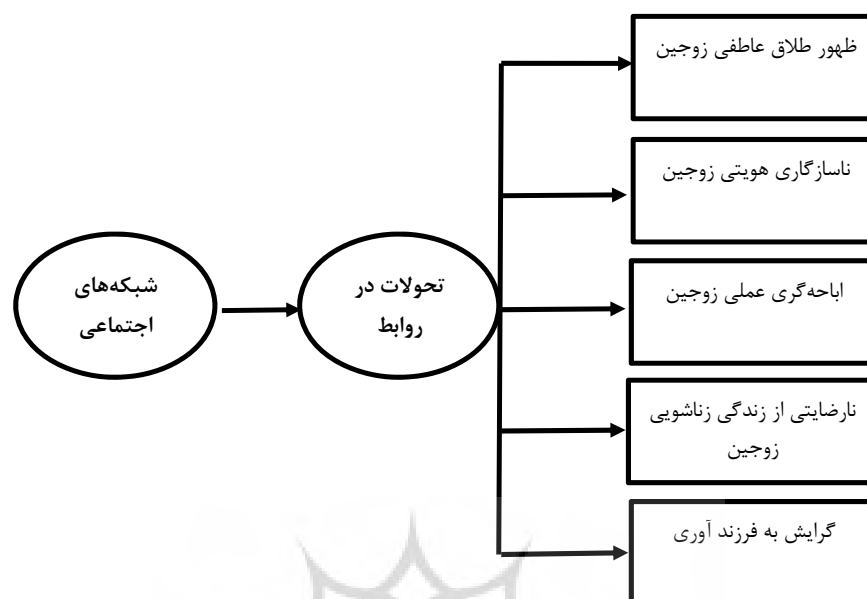 ظهور طلاق عاطفی زوجین
ناسازگاری هویتی زوجین
شبکه‌های
اجتماعی
تحولات در
روابط
اباحه‌گری عملی زوجین
نارضایتی از زندگی زناشویی
زوجین
گرایش به فرزند آوری